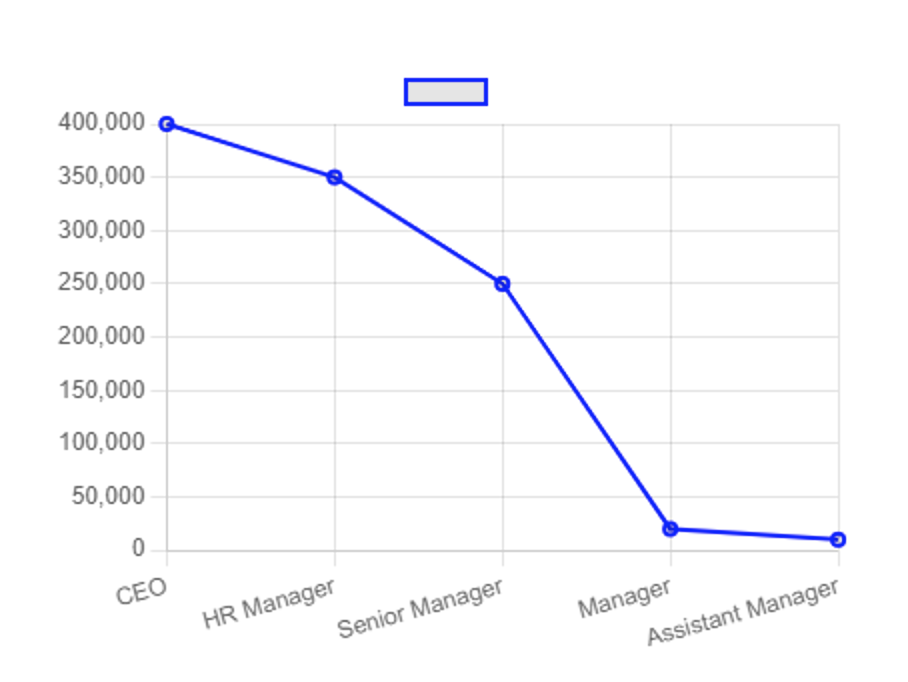 400,000
350,000
300,000
250,000
200,000
150,000
100,000
50,000
0
CEO
HR Manager
Senior Manager
Manager
Assistant Manager